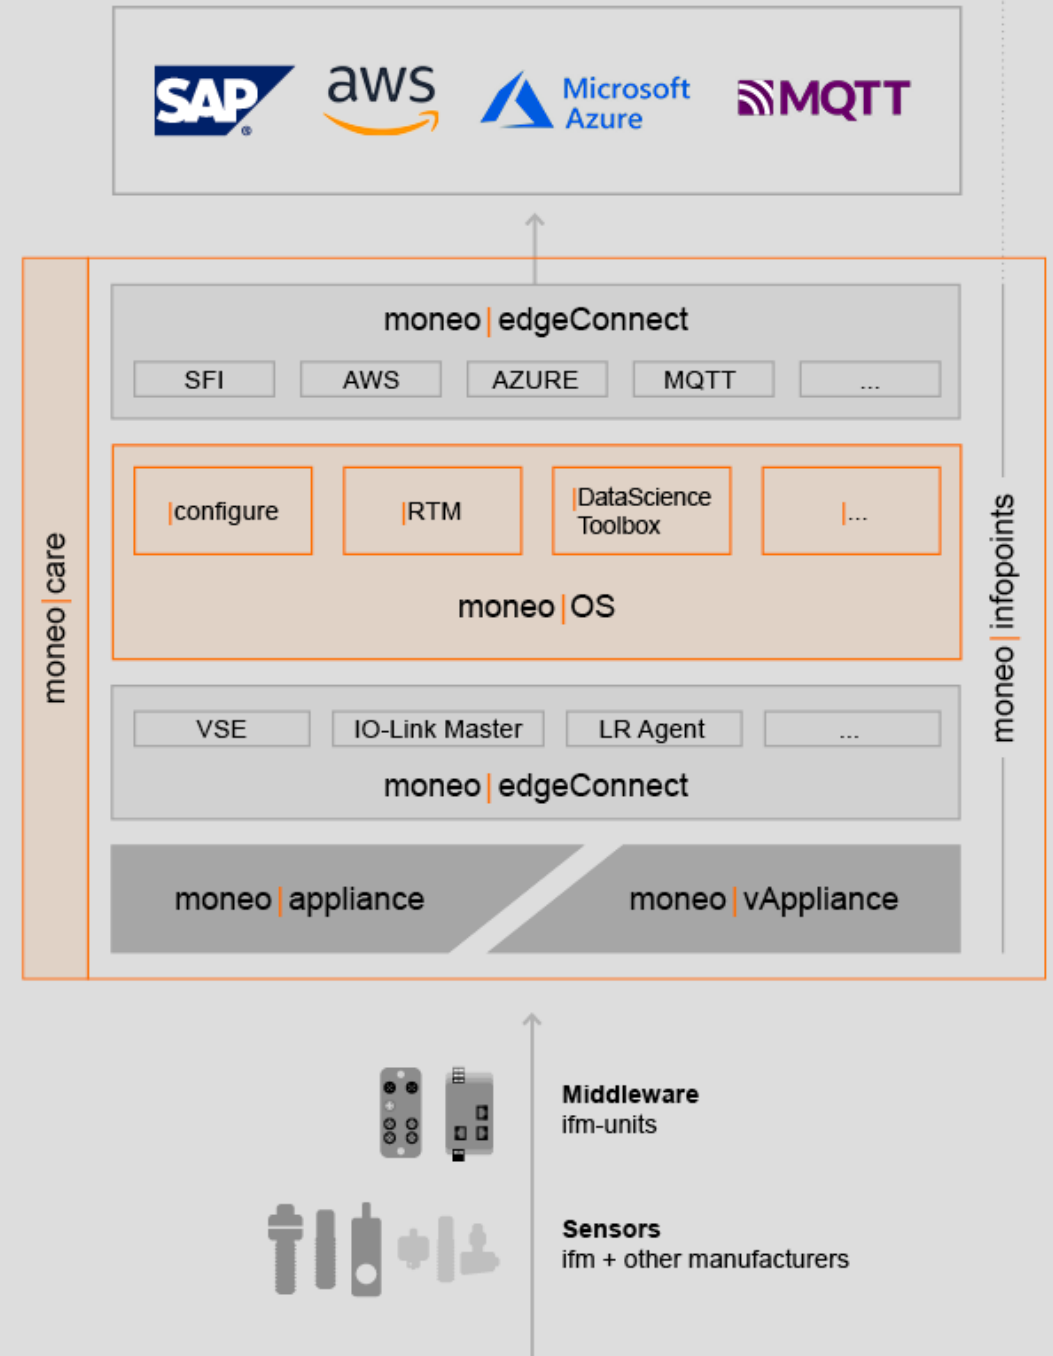 SAP
®
aws
Microsoft
Azure
MQTT
moneo|edgeConnect
SFI
AWS
AZURE
MQTT
...
|configure
|RTM
|DataScience
Toolbox
|...
moneo|OS
VSE
IO-Link Master
LR Agent
...
moneo|edgeConnect
moneo|appliance
moneo|vAppliance
moneo|care
moneo|infopoints
Middleware
ifm-units
Sensors
ifm + other manufacturers